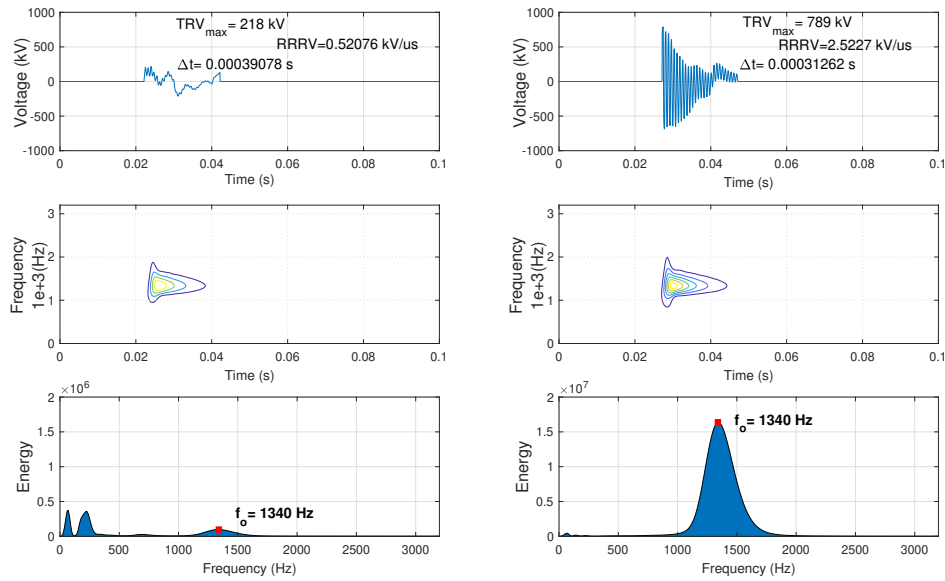 TRV_max = 218 kV
RRRV=0.52076 kV/us
Δt= 0.00039078 s
1000
500
0
-500
-1000
Voltage (kV)
0 0.02 0.04 0.06 0.08 0.1
Time (s)
TRV_max = 789 kV
RRRV=2.5227 kV/us
Δt= 0.00031262 s
1000
500
0
-500
-1000
Voltage (kV)
0 0.02 0.04 0.06 0.08 0.1
Time (s)
3
2
1
0
Frequency
1e+3(Hz)
0 0.02 0.04 0.06 0.08 0.1
Time (s)
3
2
1
0
Frequency
1e+3(Hz)
0 0.02 0.04 0.06 0.08 0.1
Time (s)
×10^6
2
1.5
1
0.5
0
Energy
f_o= 1340 Hz
0 500 1000 1500 2000 2500 3000
Frequency (Hz)
×10^7
2
1.5
1
0.5
0
Energy
f_o= 1340 Hz
0 500 1000 1500 2000 2500 3000
Frequency (Hz)